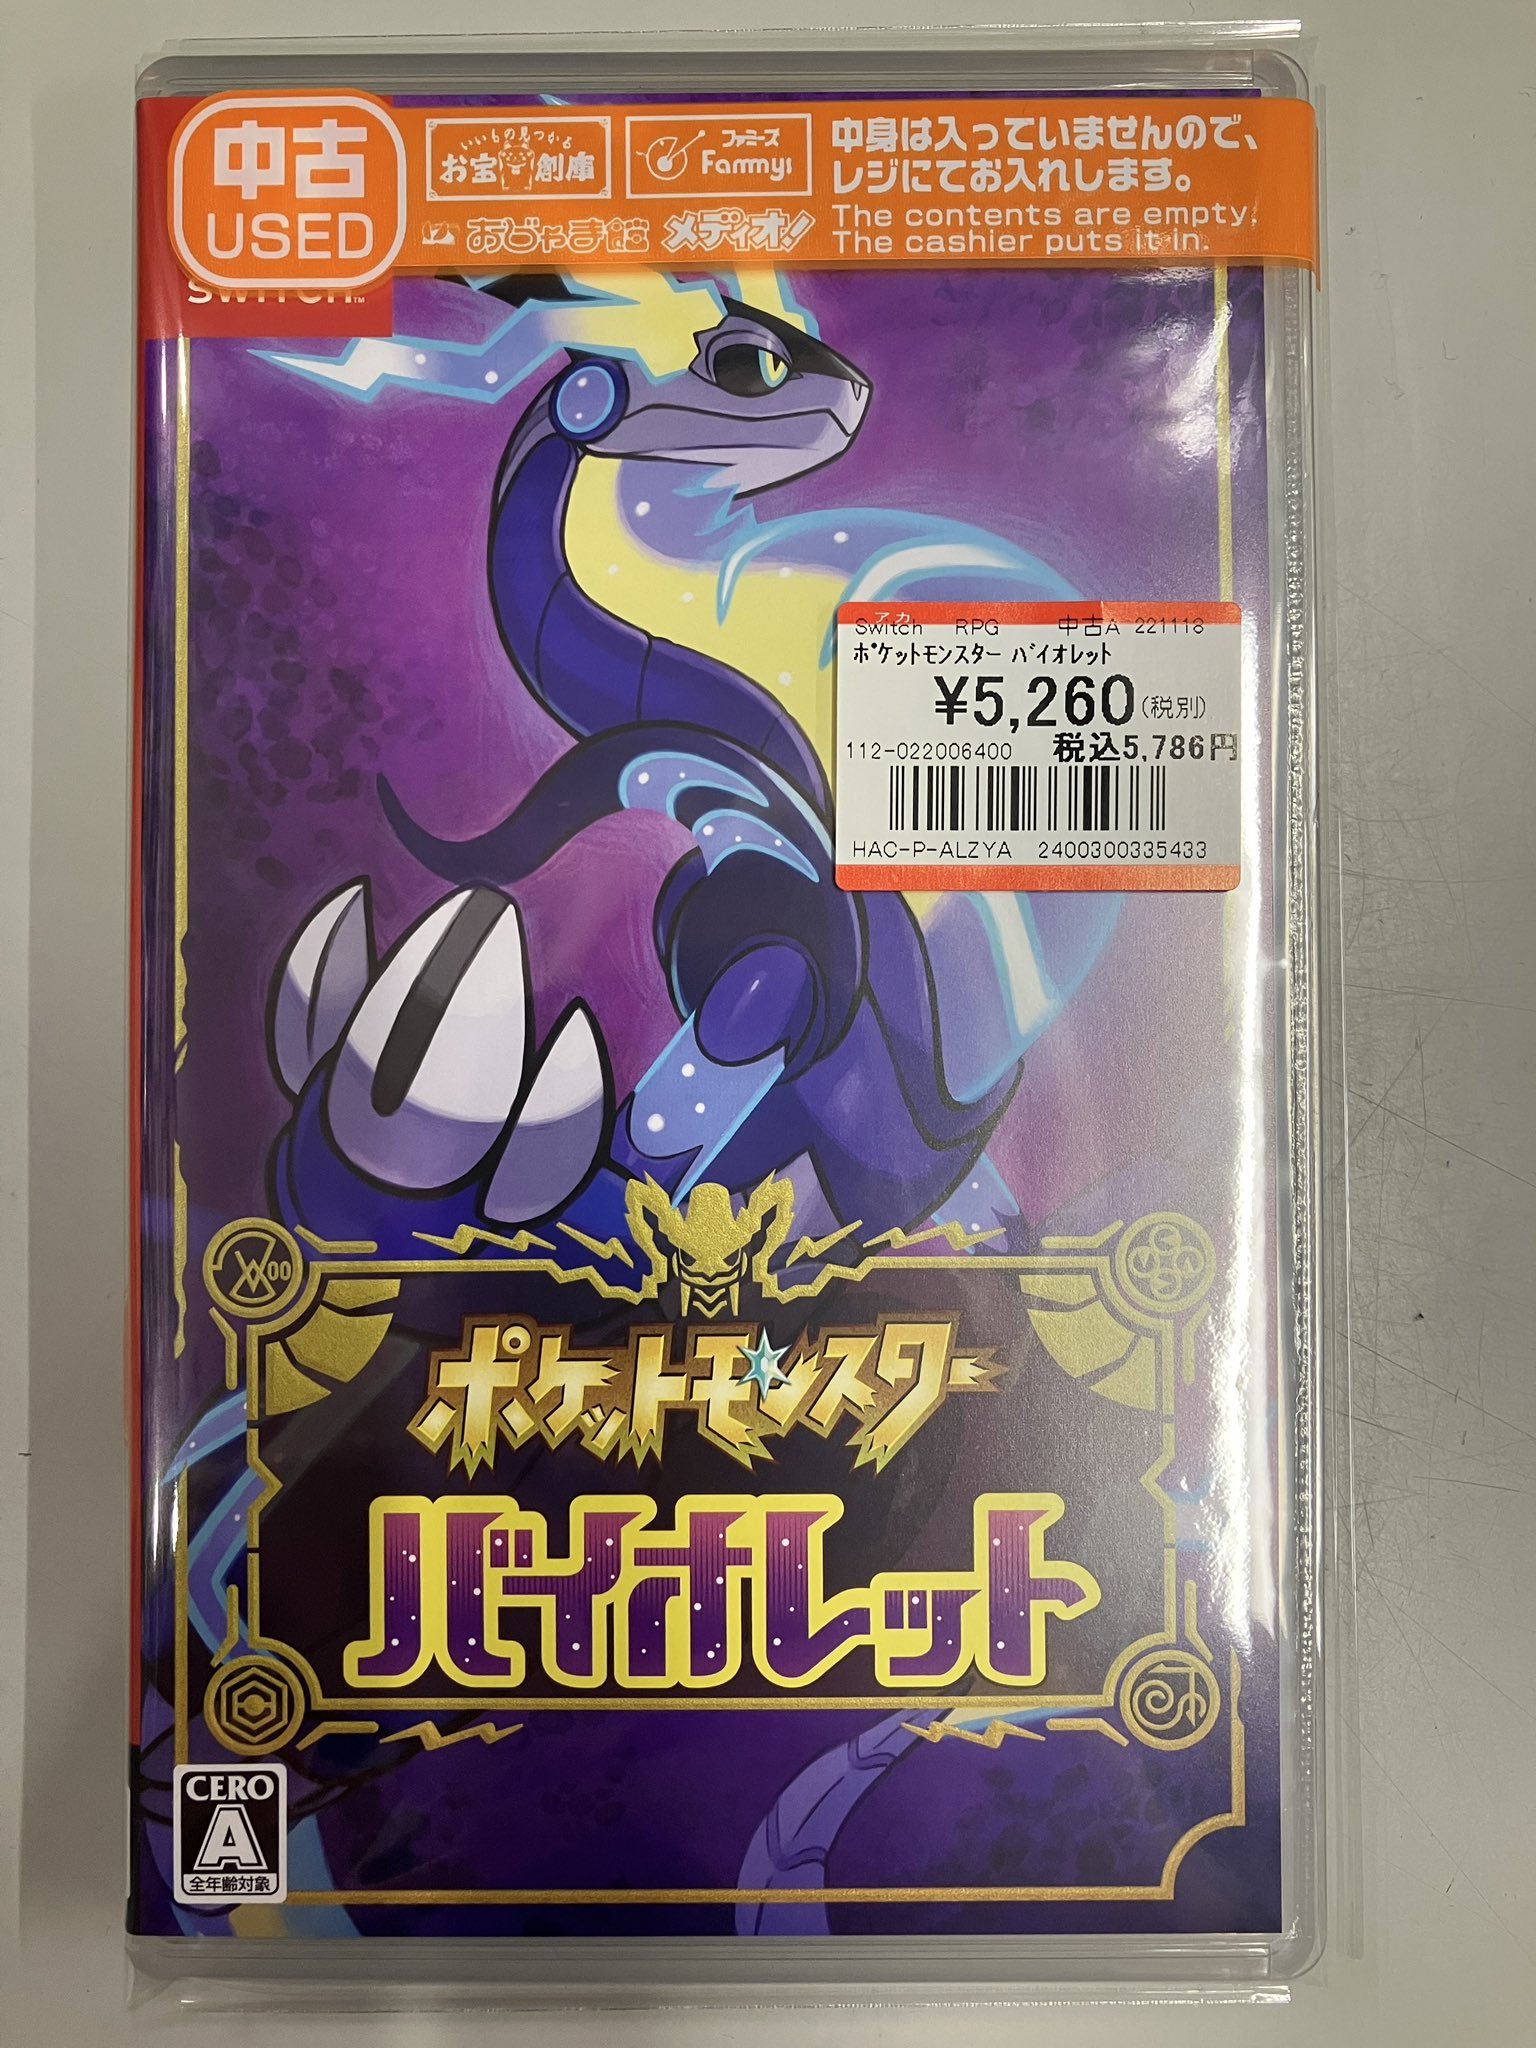 中古
USED
いいもの見つかる
お宝 創庫
ファミーズ
Fammys
おじゃま館 メディオ!
中身は入っていませんので、
レジにてお入れします。
The contents are empty.
The cashier puts it in.
SWITCH™
アカ
Switch RPG 中古A 221118
ポケットモンスター バイオレット
¥5,260(税別)
112-022006400 税込5,786円
HAC-P-ALZYA 2400300335433
ポケットモンスター
バイオレット
CERO
A
全年齢対象